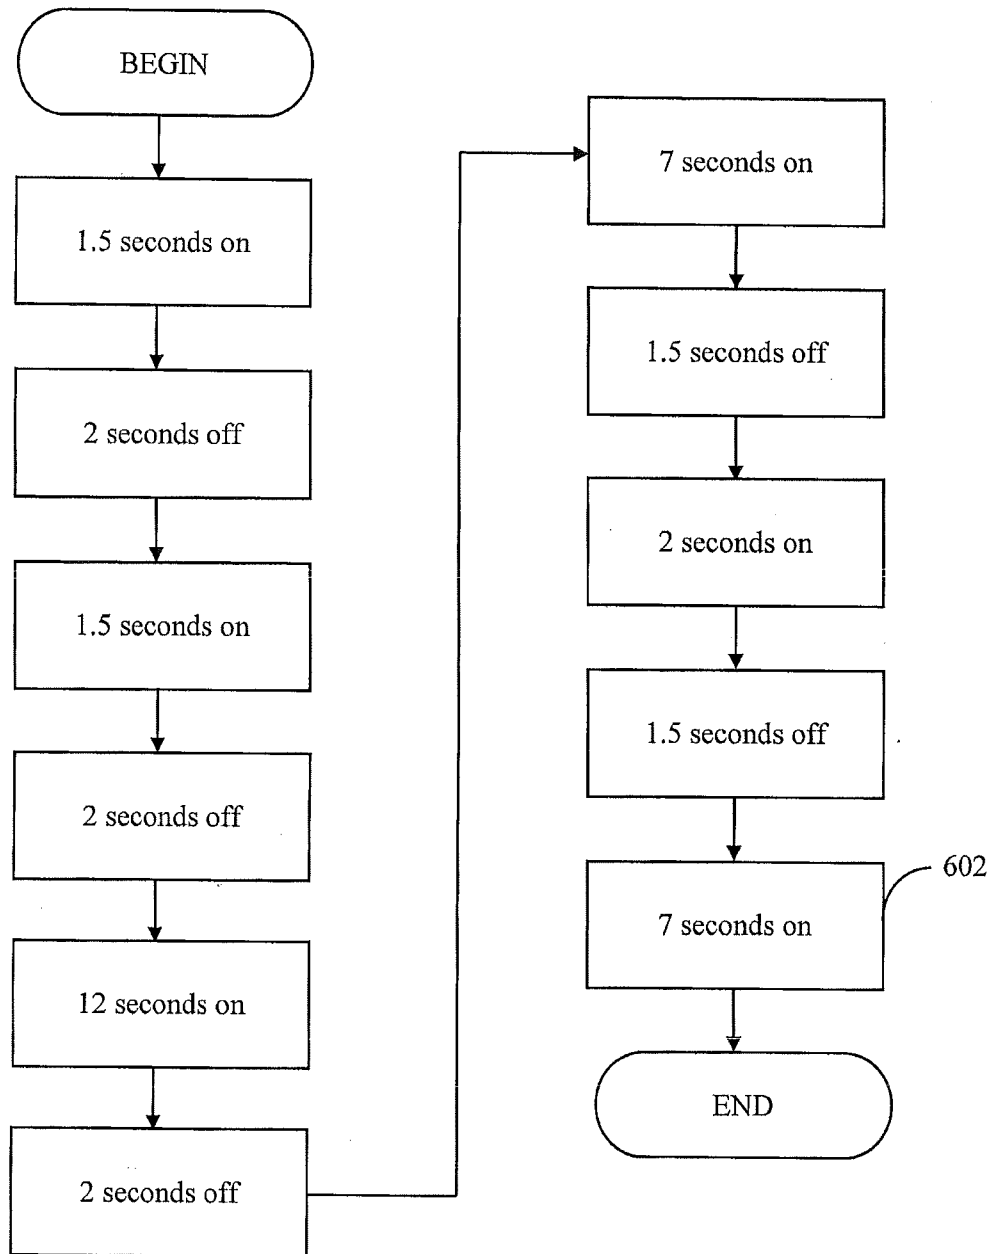 BEGIN
1.5 seconds on
2 seconds off
1.5 seconds on
2 seconds off
12 seconds on
2 seconds off
7 seconds on
1.5 seconds off
2 seconds on
1.5 seconds off
7 seconds on
602
END